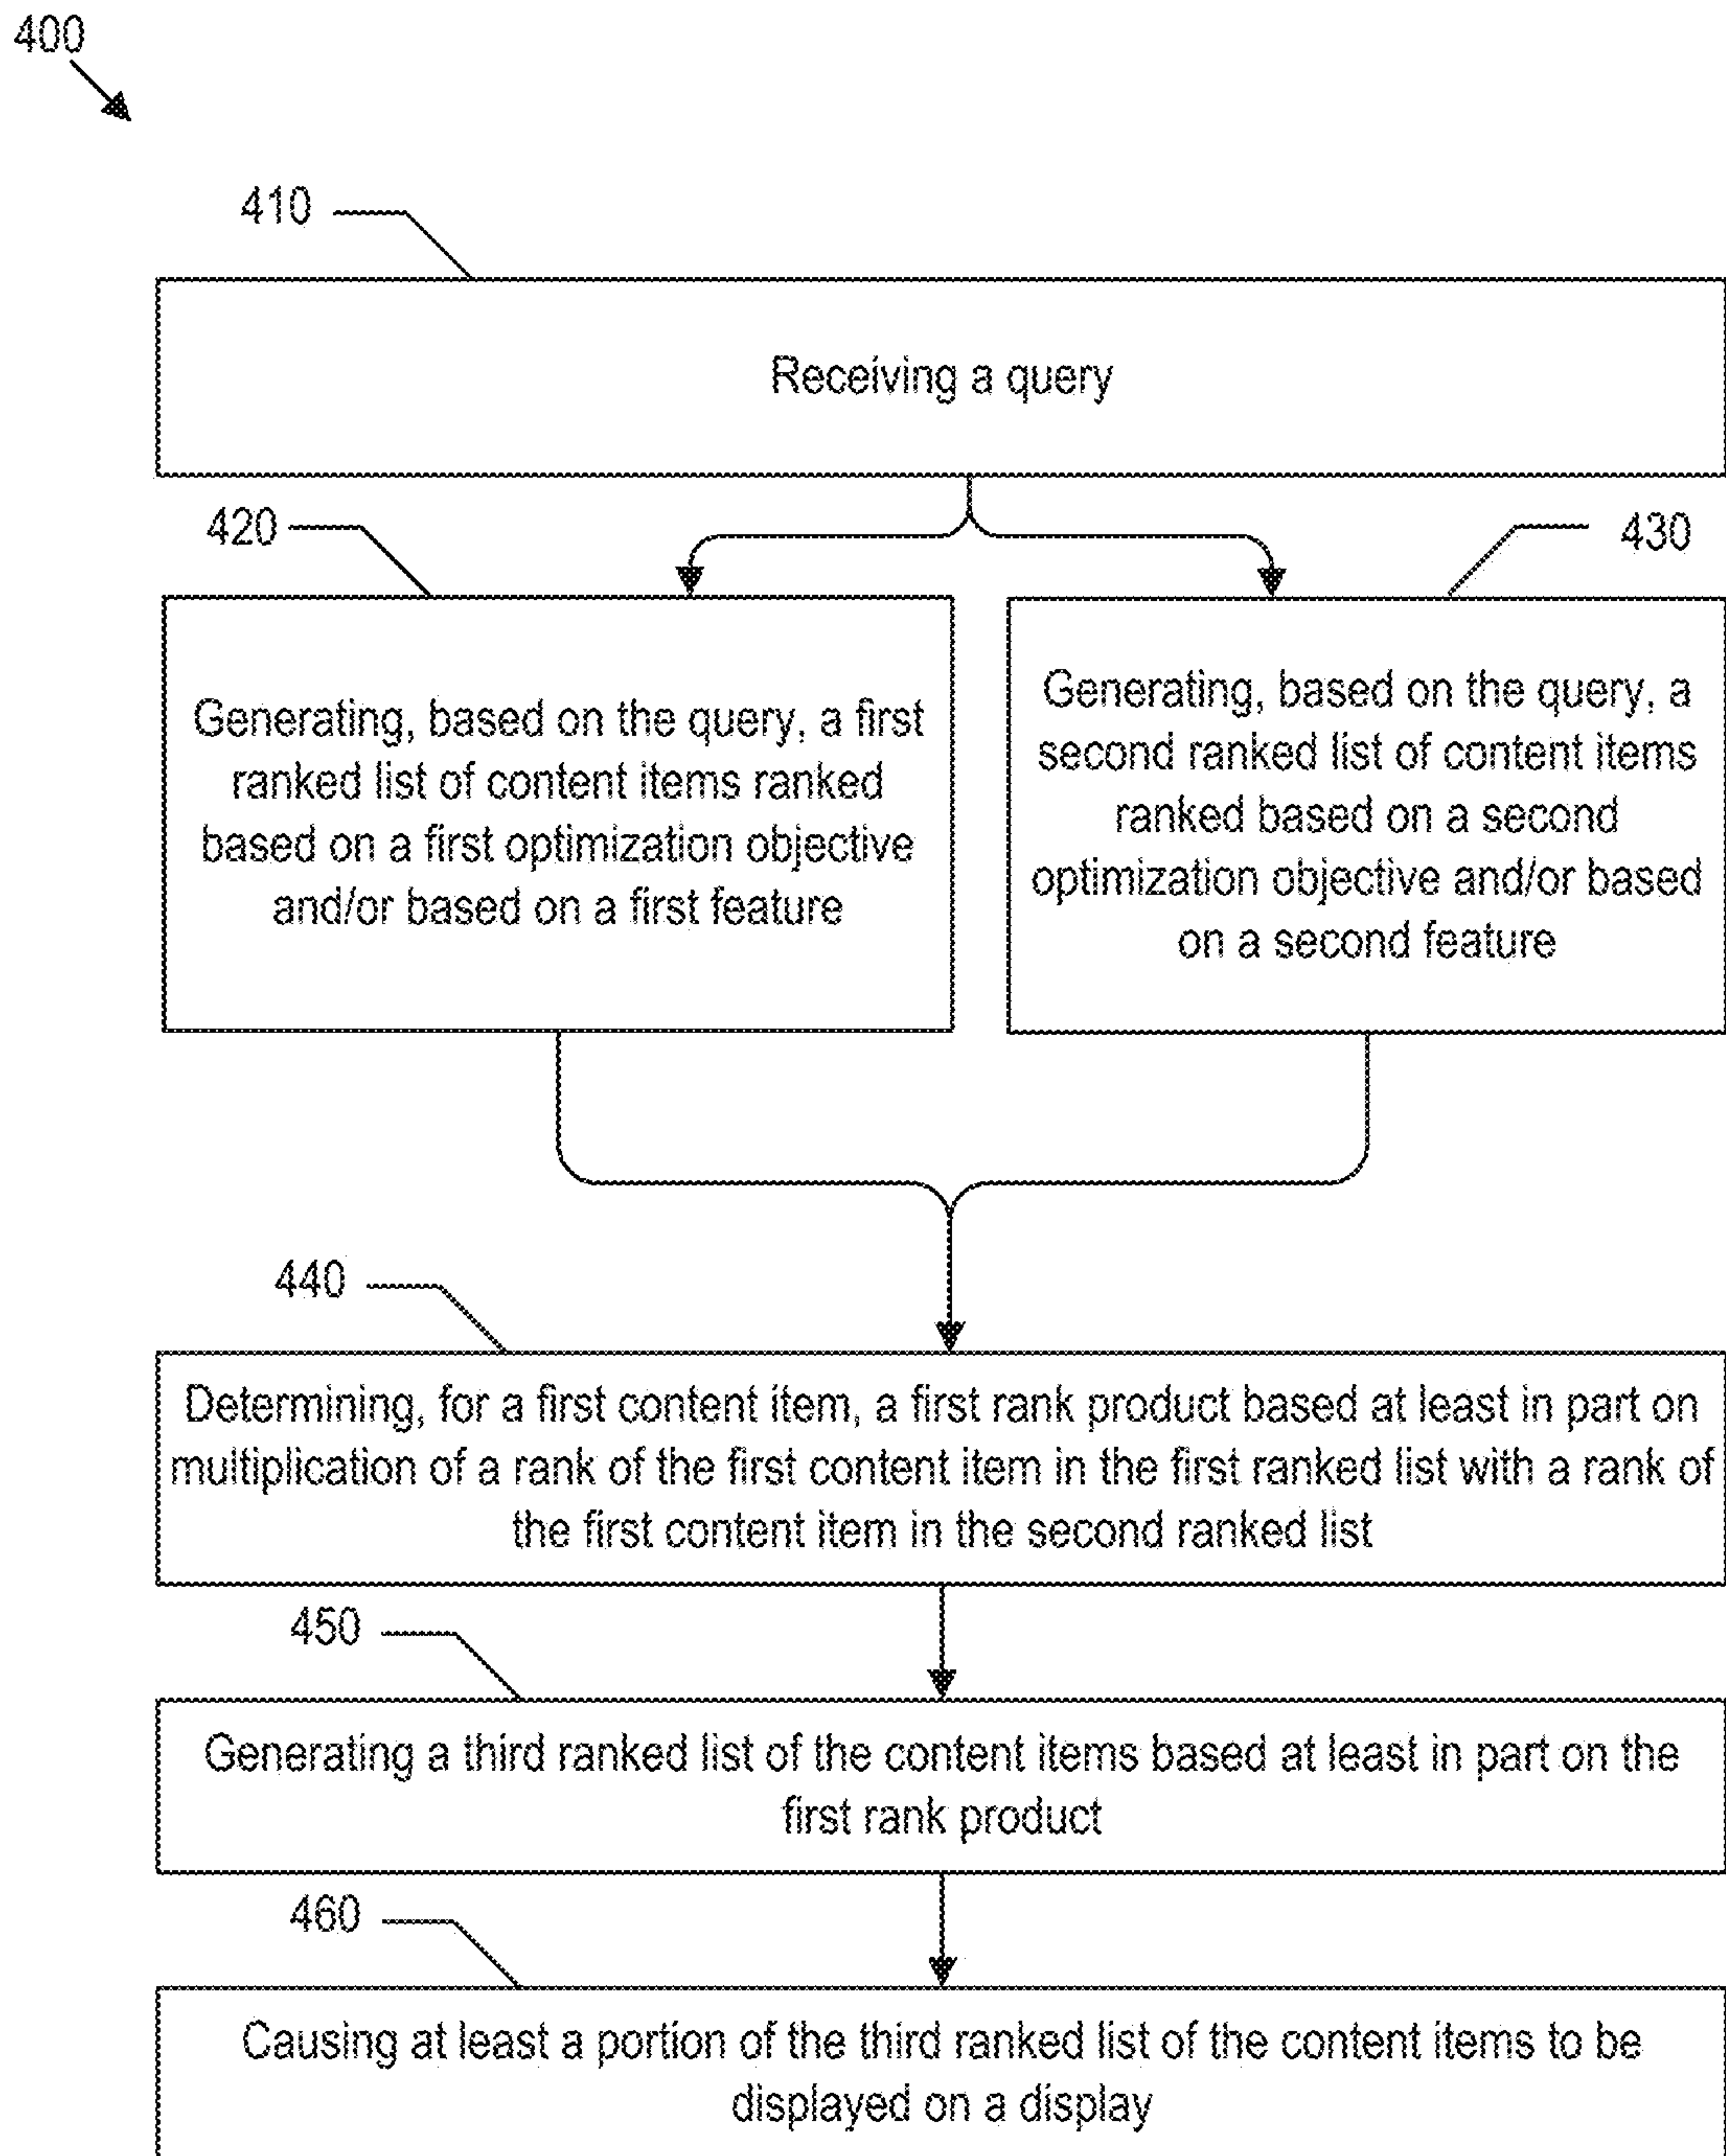 400
410
Receiving a query
420
430
Generating, based on the query, a first
ranked list of content items ranked
based on a first optimization objective
and/or based on a first feature
Generating, based on the query, a
second ranked list of content items
ranked based on a second
optimization objective and/or based
on a second feature
440
Determining, for a first content item, a first rank product based at least in part on
multiplication of a rank of the first content item in the first ranked list with a rank of
the first content item in the second ranked list
450
Generating a third ranked list of the content items based at least in part on the
first rank product
460
Causing at least a portion of the third ranked list of the content items to be
displayed on a display